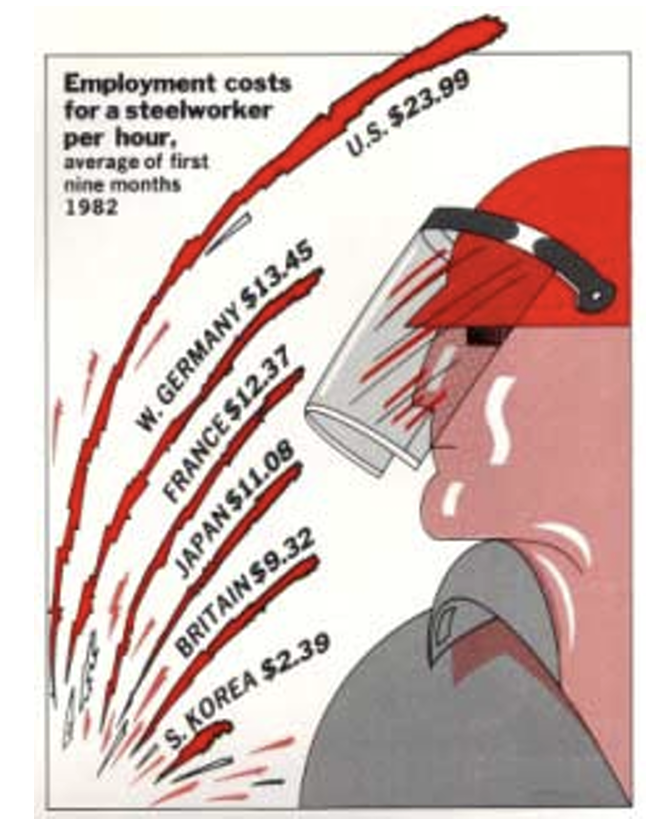 Employment costs
for a steelworker
per hour,
average of first
nine months
1982
U.S. $23.99
W. GERMANY $13.45
FRANCE $12.37
JAPAN $11.08
BRITAIN $9.32
S. KOREA $2.39